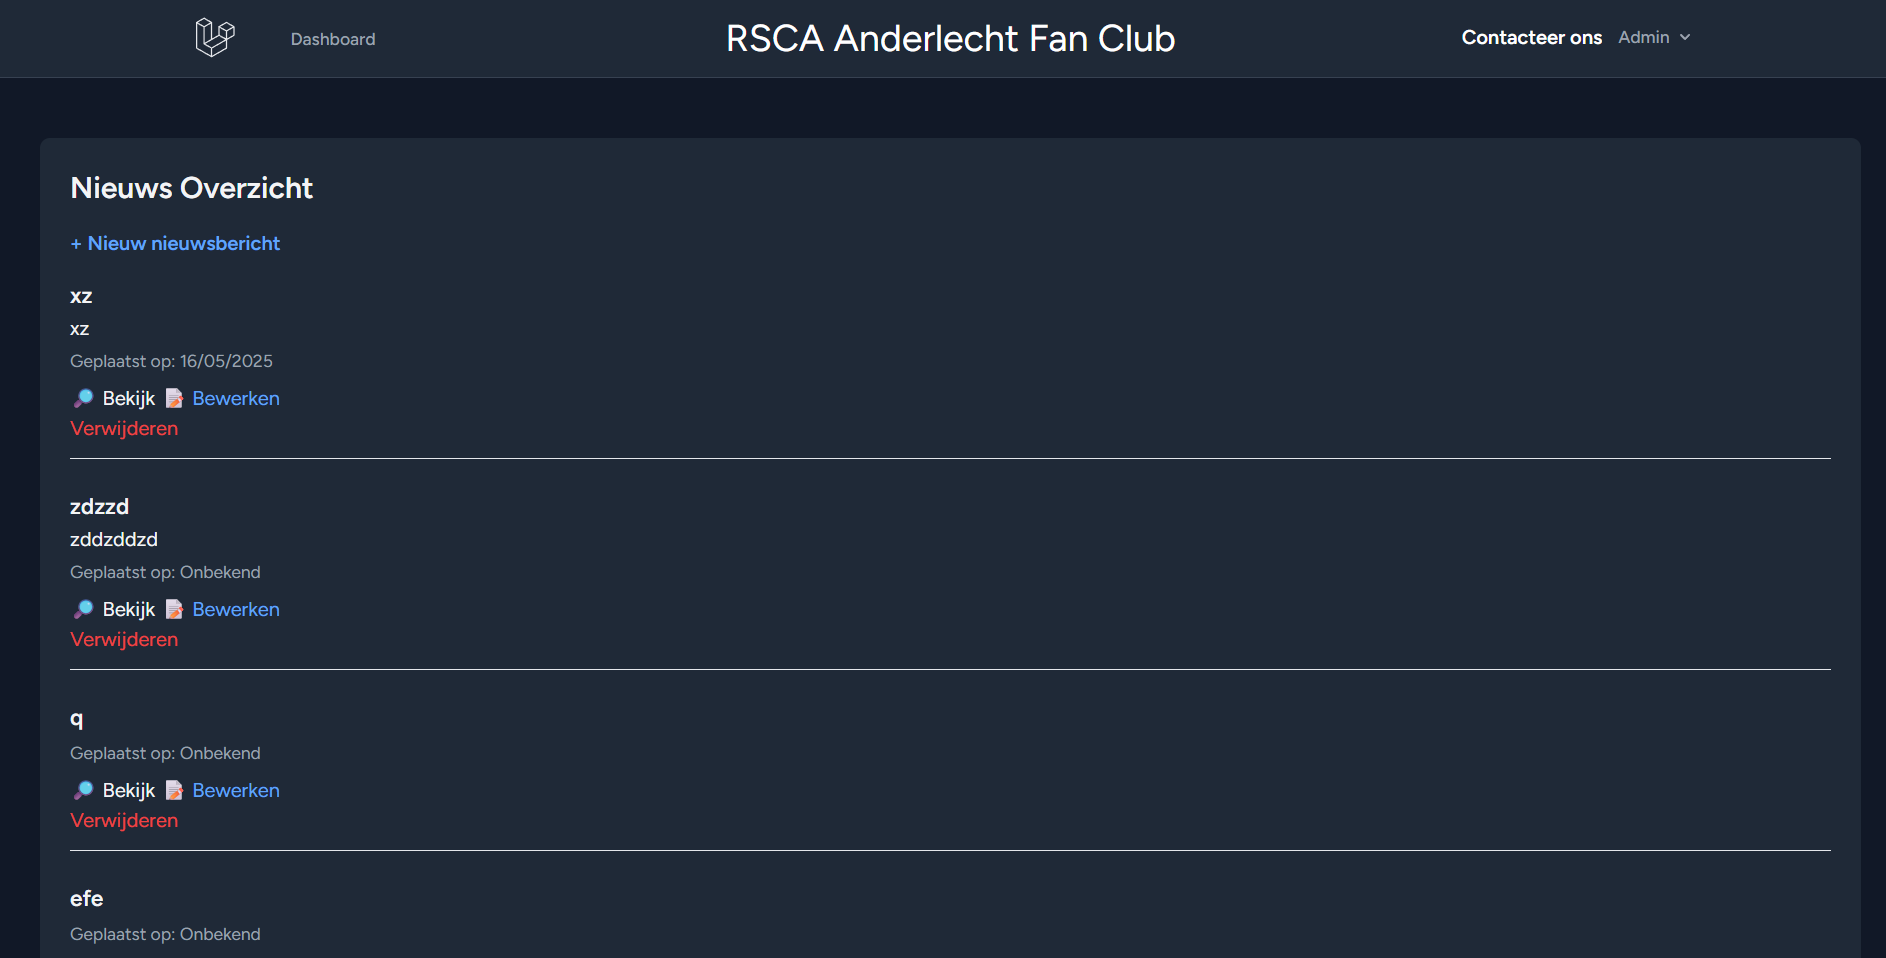 Dashboard
RSCA Anderlecht Fan Club
Contacteer ons Admin
Nieuws Overzicht
+ Nieuw nieuwsbericht
xz
xz
Geplaatst op: 16/05/2025
🔎 Bekijk 📝 Bewerken
Verwijderen
zdzzd
zddzddzd
Geplaatst op: Onbekend
🔎 Bekijk 📝 Bewerken
Verwijderen
q
Geplaatst op: Onbekend
🔎 Bekijk 📝 Bewerken
Verwijderen
efe
Geplaatst op: Onbekend